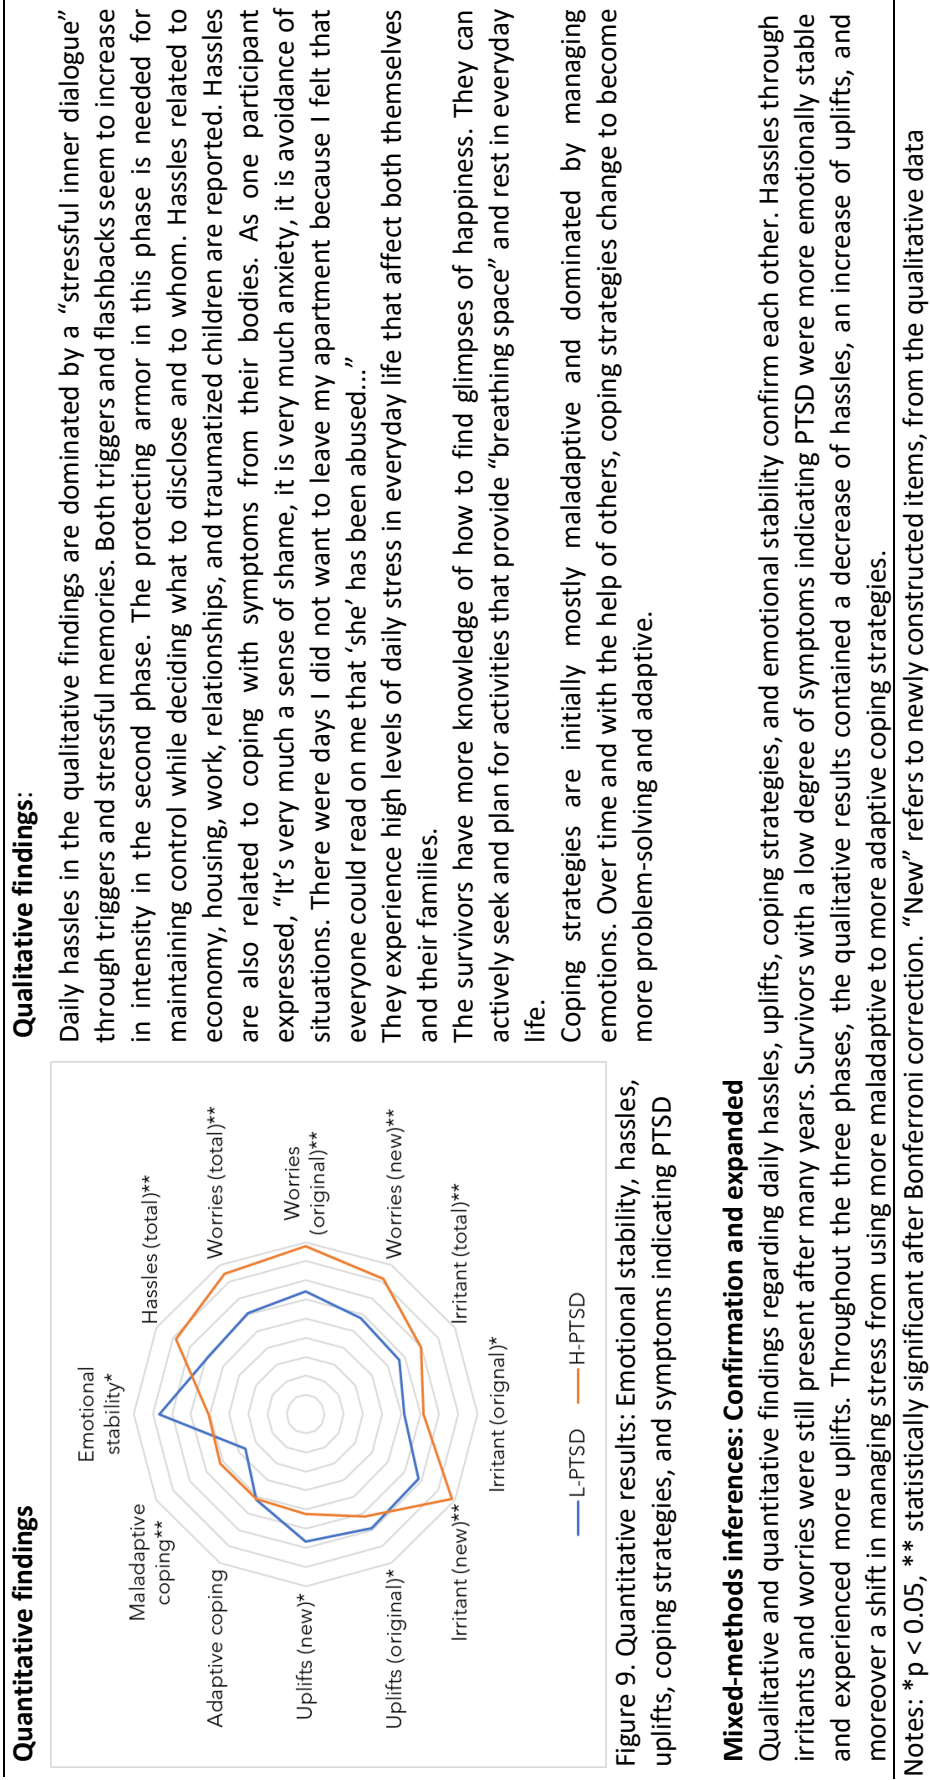 Quantitative findings
Emotional
stability*
Hassles (total)**
Worries (total)**
Worries
(original)**
Worries (new)**
Irritant (total)**
Irritant (orignal)*
Irritant (new)**
Uplifts (original)*
Uplifts (new)*
Adaptive coping
Maladaptive
coping**
L-PTSD
H-PTSD
Figure 9. Quantitative results: Emotional stability, hassles,
uplifts, coping strategies, and symptoms indicating PTSD
Qualitative findings:
Daily hassles in the qualitative findings are dominated by a “stressful inner dialogue”
through triggers and stressful memories. Both triggers and flashbacks seem to increase
in intensity in the second phase. The protecting armor in this phase is needed for
maintaining control while deciding what to disclose and to whom. Hassles related to
economy, housing, work, relationships, and traumatized children are reported. Hassles
are also related to coping with symptoms from their bodies. As one participant
expressed, “It’s very much a sense of shame, it is very much anxiety, it is avoidance of
situations. There were days I did not want to leave my apartment because I felt that
everyone could read on me that ‘she’ has been abused…”
They experience high levels of daily stress in everyday life that affect both themselves
and their families.
The survivors have more knowledge of how to find glimpses of happiness. They can
actively seek and plan for activities that provide “breathing space” and rest in everyday
life.
Coping strategies are initially mostly maladaptive and dominated by managing
emotions. Over time and with the help of others, coping strategies change to become
more problem-solving and adaptive.
Mixed-methods inferences: Confirmation and expanded
Qualitative and quantitative findings regarding daily hassles, uplifts, coping strategies, and emotional stability confirm each other. Hassles through
irritants and worries were still present after many years. Survivors with a low degree of symptoms indicating PTSD were more emotionally stable
and experienced more uplifts. Throughout the three phases, the qualitative results contained a decrease of hassles, an increase of uplifts, and
moreover a shift in managing stress from using more maladaptive to more adaptive coping strategies.
Notes: *p < 0.05, ** statistically significant after Bonferroni correction. “New” refers to newly constructed items, from the qualitative data